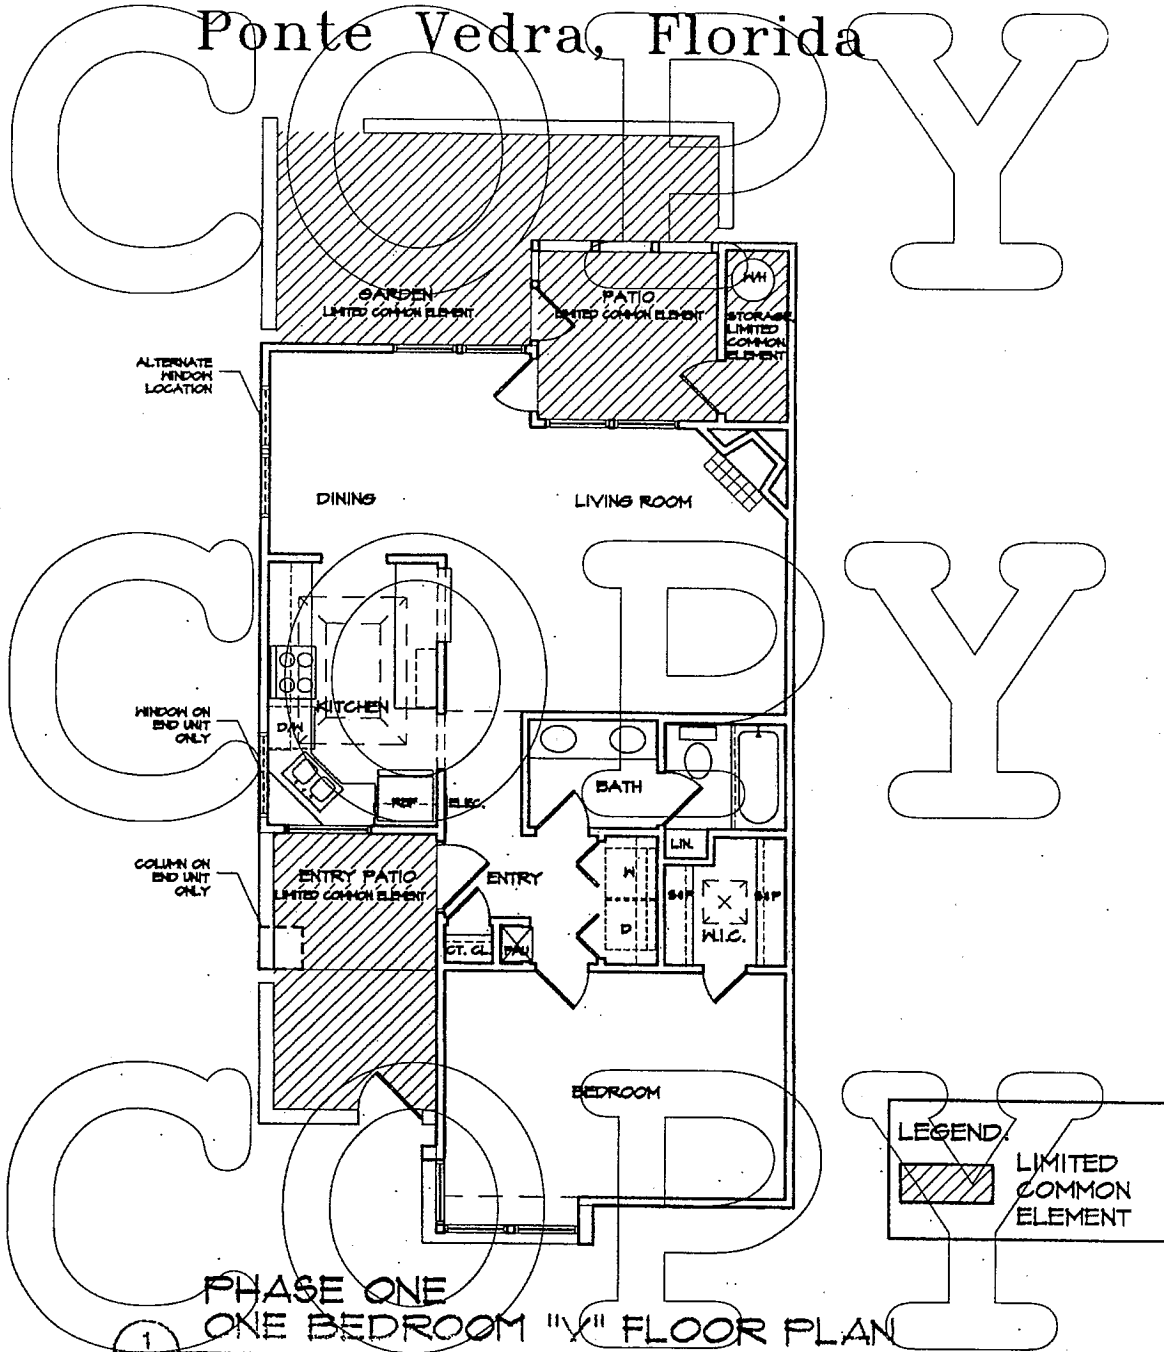 Ponte Vedra, Florida
COPY
GARDEN
LIMITED COMMON ELEMENT
PATIO
LIMITED COMMON ELEMENT
W/H
STORAGE
LIMITED
COMMON
ELEMENT
ALTERNATE
WINDOW
LOCATION
DINING
LIVING ROOM
COPY
KITCHEN
D/W
WINDOW ON
END UNIT
ONLY
BATH
REF
ELEC.
LIN.
COLUMN ON
END UNIT
ONLY
ENTRY PATIO
LIMITED COMMON ELEMENT
ENTRY
W
D
S&P
S&P
W.I.C.
CT. CL.
BEDROOM
COPY
LEGEND:
LIMITED
COMMON
ELEMENT
PHASE ONE
ONE BEDROOM "V" FLOOR PLAN
1